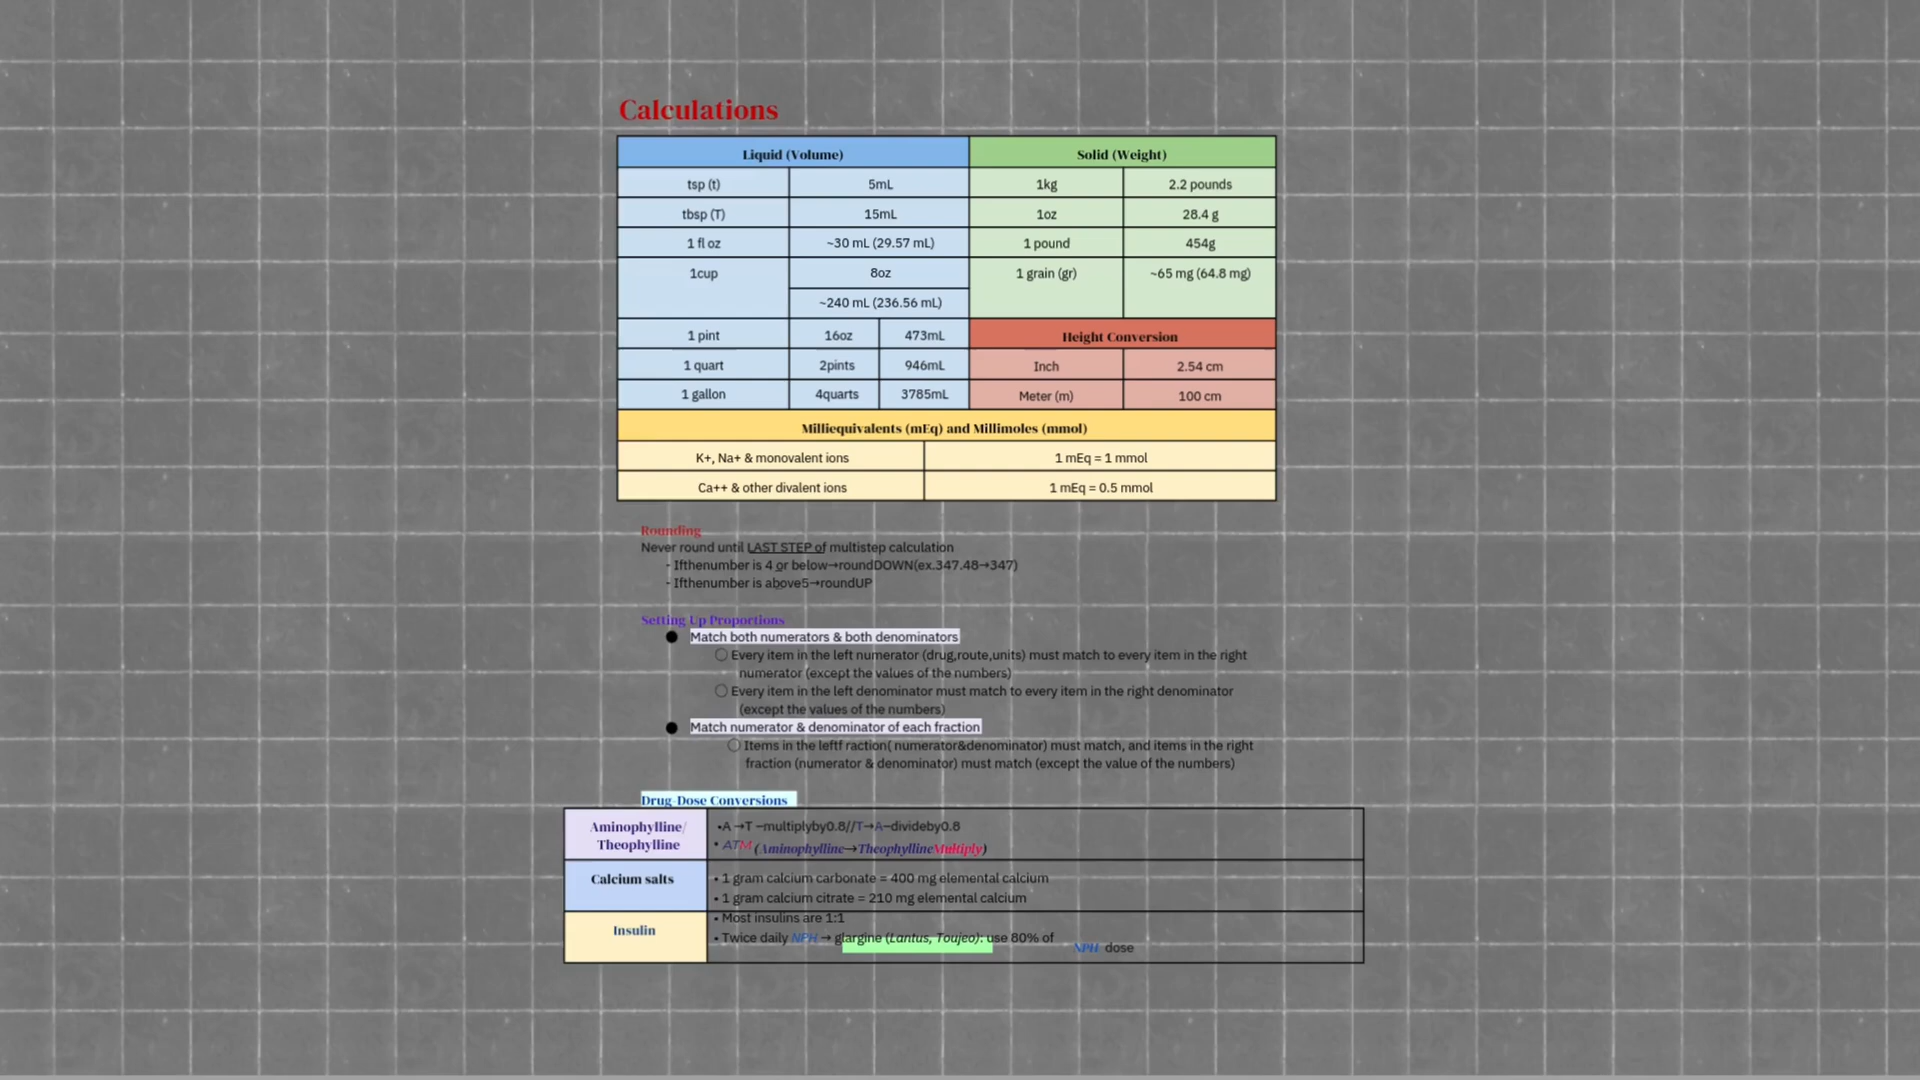 Calculations
Liquid (Volume) Solid (Weight)
tsp (t) 5mL 1kg 2.2 pounds
tbsp (T) 15mL 1oz 28.4 g
1 fl oz ~30 mL (29.57 mL) 1 pound 454g
1cup 8oz 1 grain (gr) ~65 mg (64.8 mg)
~240 mL (236.56 mL)
1 pint 16oz 473mL Height Conversion
1 quart 2pints 946mL Inch 2.54 cm
1 gallon 4quarts 3785mL Meter (m) 100 cm
Milliequivalents (mEq) and Millimoles (mmol)
K+, Na+ & monovalent ions 1 mEq = 1 mmol
Ca++ & other divalent ions 1 mEq = 0.5 mmol
Rounding
Never round until LAST STEP of multistep calculation
- Ifthenumber is 4 or below→roundDOWN(ex.347.48→347)
- Ifthenumber is above5→roundUP
Setting Up Proportions
● Match both numerators & both denominators
○ Every item in the left numerator (drug,route,units) must match to every item in the right
numerator (except the values of the numbers)
○ Every item in the left denominator must match to every item in the right denominator
(except the values of the numbers)
● Match numerator & denominator of each fraction
○ Items in the leftf raction( numerator&denominator) must match, and items in the right
fraction (numerator & denominator) must match (except the value of the numbers)
Drug-Dose Conversions
Aminophylline/
Theophylline
•A →T –multiplyby0.8//T→A–divideby0.8
• ATM (Aminophylline→TheophyllineMultiply)
Calcium salts
• 1 gram calcium carbonate = 400 mg elemental calcium
• 1 gram calcium citrate = 210 mg elemental calcium
Insulin
• Most insulins are 1:1
• Twice daily NPH → glargine (Lantus, Toujeo): use 80% of
NPH dose